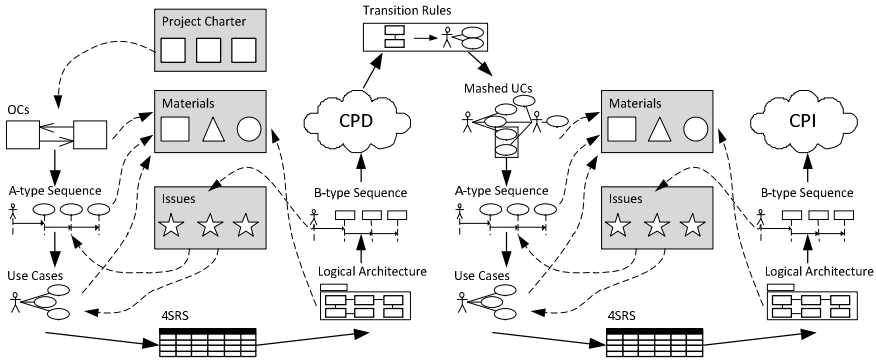 Transition Rules
Project Charter
OCs
Materials
CPD
Mashed UCs
Materials
CPI
A-type Sequence
Issues
B-type Sequence
A-type Sequence
Issues
B-type Sequence
Use Cases
Logical Architecture
Use Cases
Logical Architecture
4SRS
4SRS